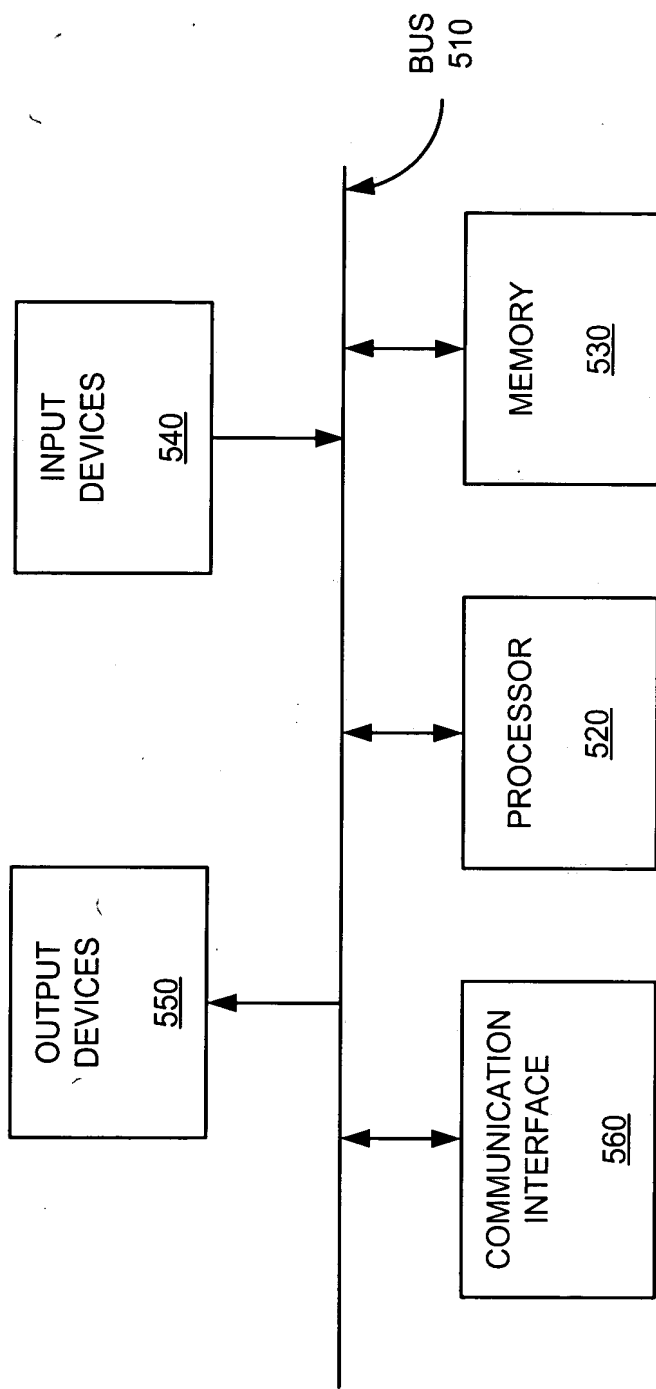 OUTPUT
DEVICES
550
INPUT
DEVICES
540
BUS
510
COMMUNICATION
INTERFACE
560
PROCESSOR
520
MEMORY
530